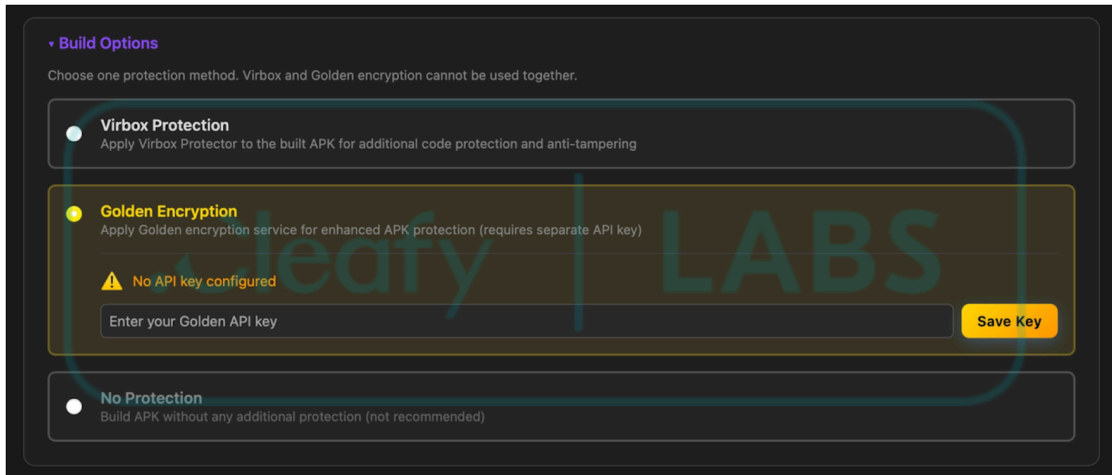 Build Options
Choose one protection method. Virbox and Golden encryption cannot be used together.
Virbox Protection
Apply Virbox Protector to the built APK for additional code protection and anti-tampering
Golden Encryption
Apply Golden encryption service for enhanced APK protection (requires separate API key)
No API key configured
Enter your Golden API key
Save Key
No Protection
Build APK without any additional protection (not recommended)
Cleafy | LABS